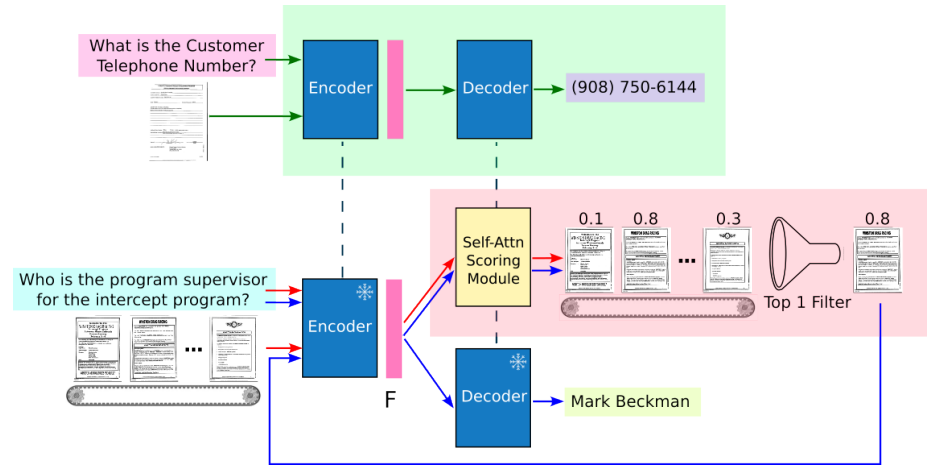 What is the Customer
Telephone Number?
Encoder
Decoder
(908) 750-6144
0.1
0.8
0.3
0.8
Self-Attn
Scoring
Module
...
Top 1 Filter
Who is the program supervisor
for the intercept program?
...
Encoder
F
Decoder
Mark Beckman